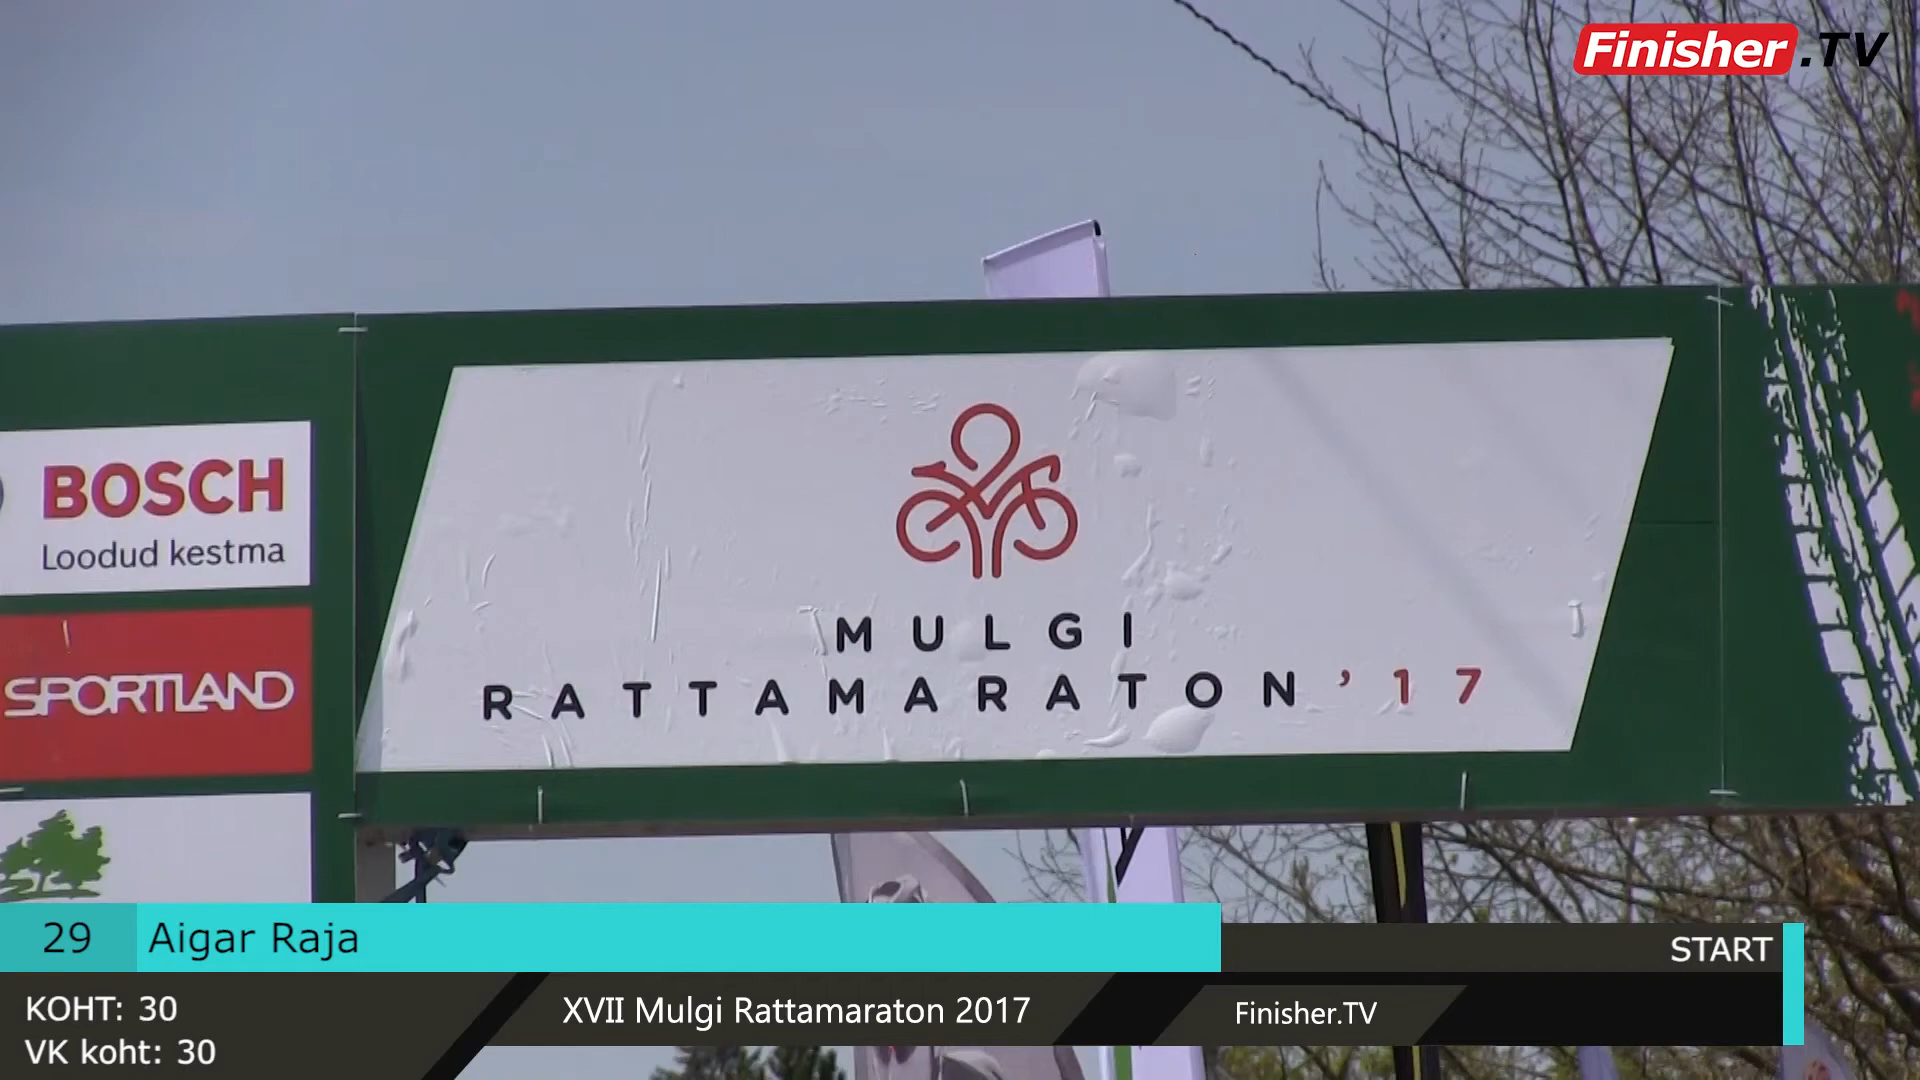 Finisher.TV
BOSCH
Loodud kestma
SPORTLAND
MULGI
RATTAMARATON '17
29 Aigar Raja
START
KOHT: 30
VK koht: 30
XVII Mulgi Rattamaraton 2017
Finisher.TV